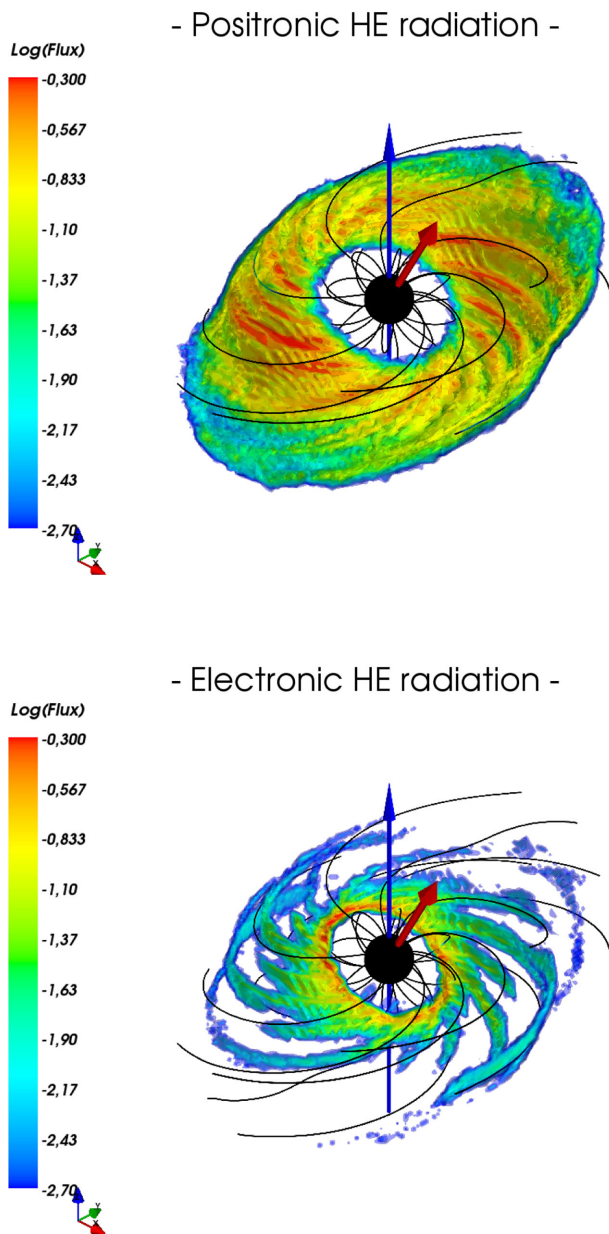 - Positronic HE radiation -
Log(Flux)
-0,300
-0,567
-0,833
-1,10
-1,37
-1,63
-1,90
-2,17
-2,43
-2,70
Z
Y
X
- Electronic HE radiation -
Log(Flux)
-0,300
-0,567
-0,833
-1,10
-1,37
-1,63
-1,90
-2,17
-2,43
-2,70
Z
Y
X